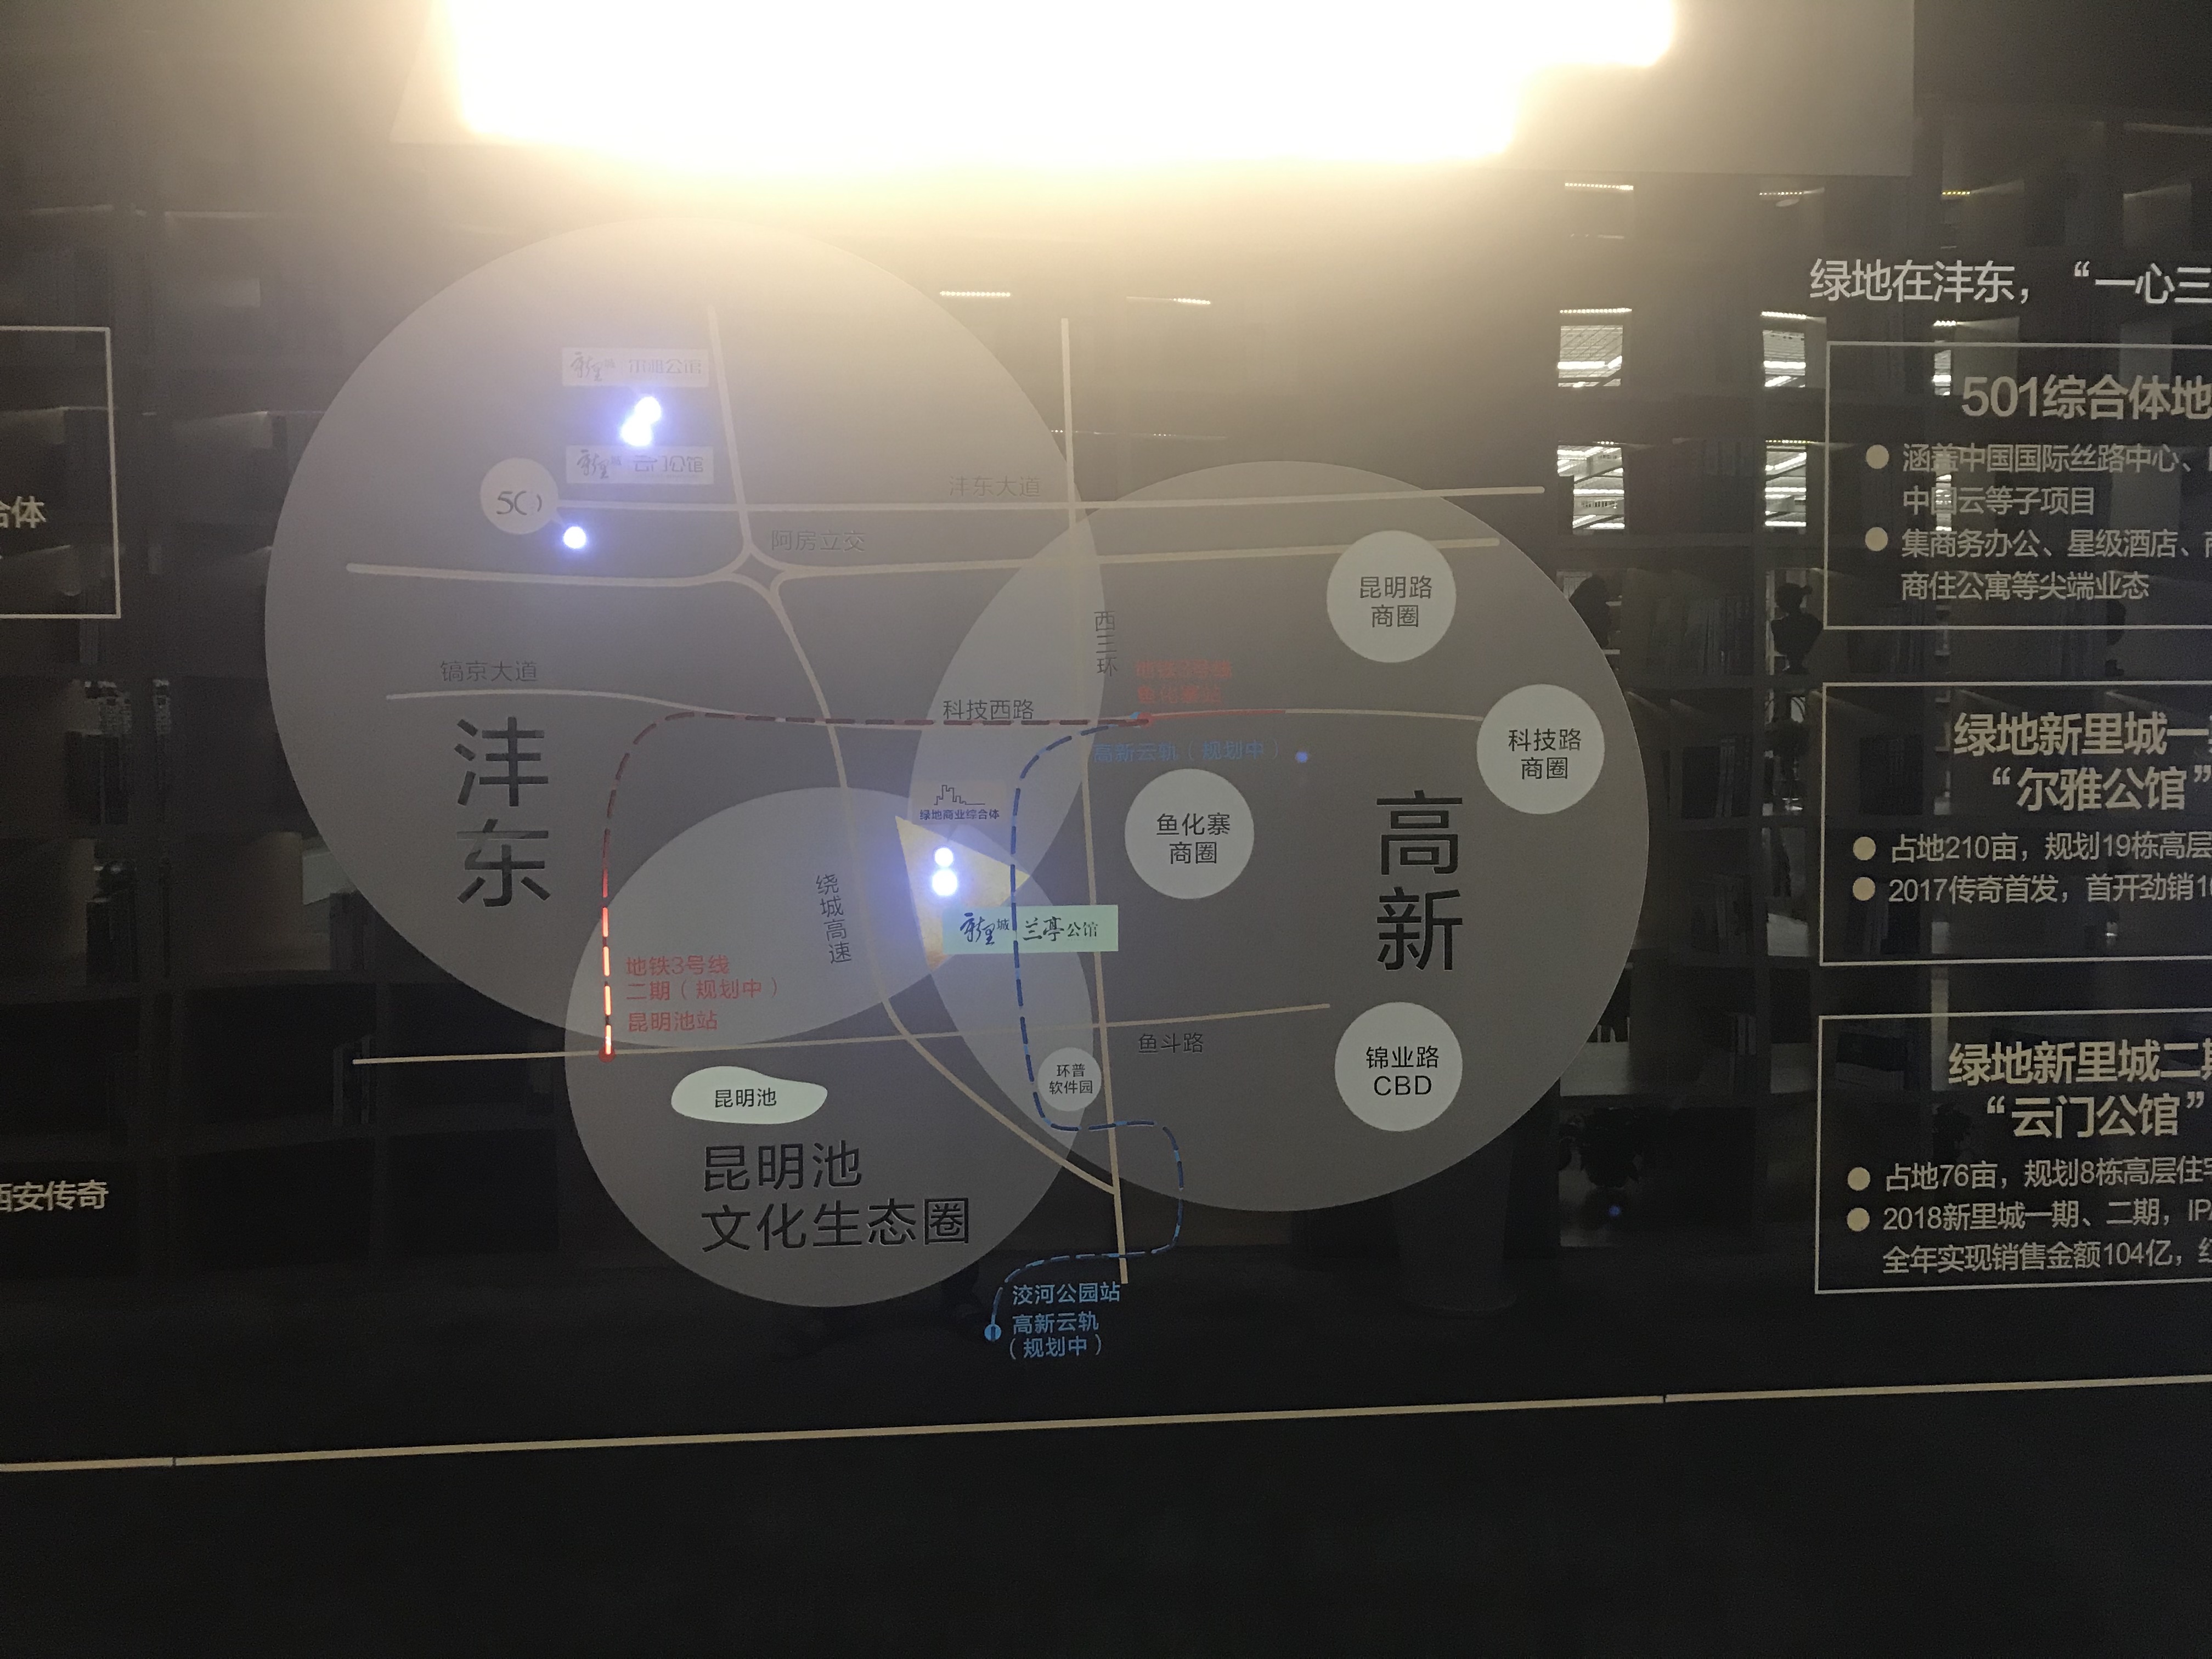 合体
西安传奇
新里城
新里城 云门公馆
沣东大道
阿房立交
昆明路
商圈
西三环
镐京大道
科技西路
地铁3号线
鱼化寨站
科技路
商圈
高新云轨（规划中）
沣东
绿地商业综合体
鱼化寨
商圈
高新
绕城高速
新里城 兰亭公馆
地铁3号线
二期（规划中）
昆明池站
鱼斗路
环普
软件园
锦业路
CBD
昆明池
昆明池
文化生态圈
洨河公园站
高新云轨
（规划中）
绿地在沣东，“一心三
501综合体地
涵盖中国国际丝路中心、
中国云等子项目
集商务办公、星级酒店、
商住公寓等尖端业态
绿地新里城一
“尔雅公馆”
占地210亩，规划19栋高层
2017传奇首发，首开劲销1
绿地新里城二期
“云门公馆”
占地76亩，规划8栋高层住宅
2018新里城一期、二期，IP
全年实现销售金额104亿，